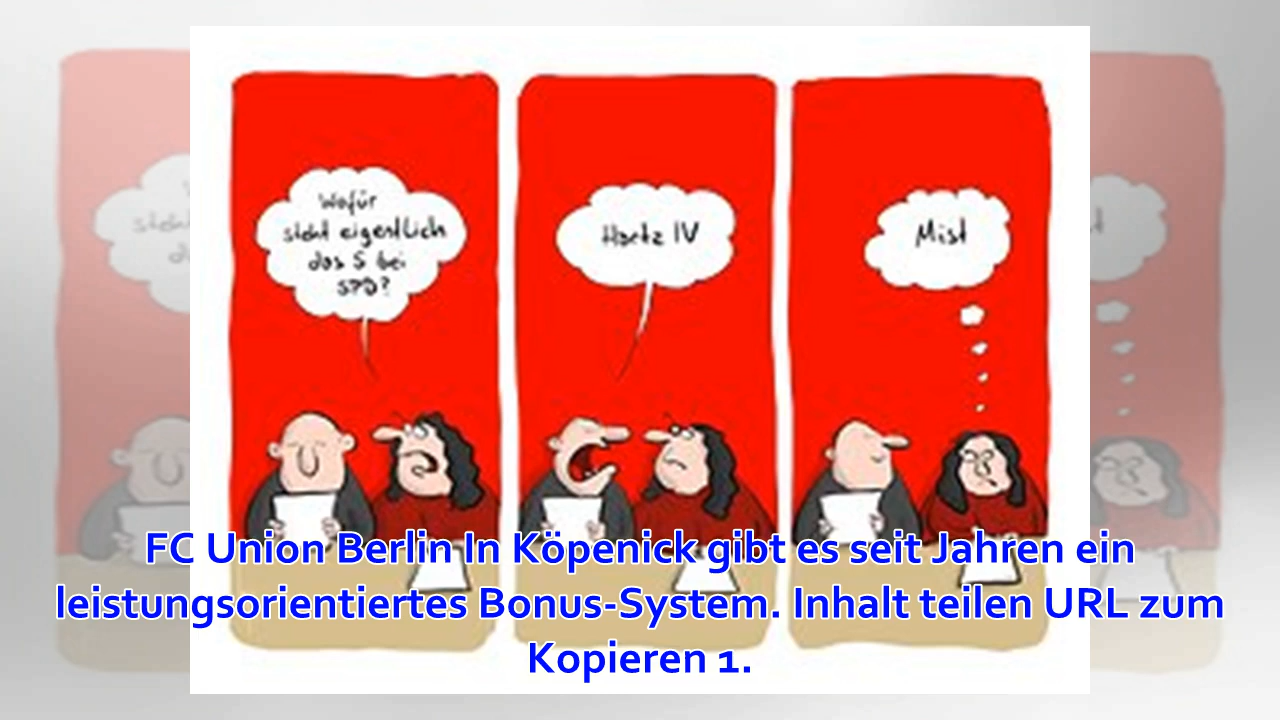 Wofür
steht eigentlich
das S bei
SPD?
Hartz IV
Mist
FC Union Berlin In Köpenick gibt es seit Jahren ein
leistungsorientiertes Bonus-System. Inhalt teilen URL zum
Kopieren 1.